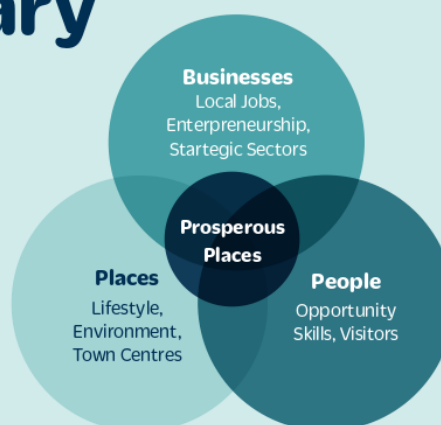 ary
Businesses
Local Jobs,
Enterpreneurship,
Startegic Sectors
Prosperous
Places
Places
Lifestyle,
Environment,
Town Centres
People
Opportunity
Skills, Visitors